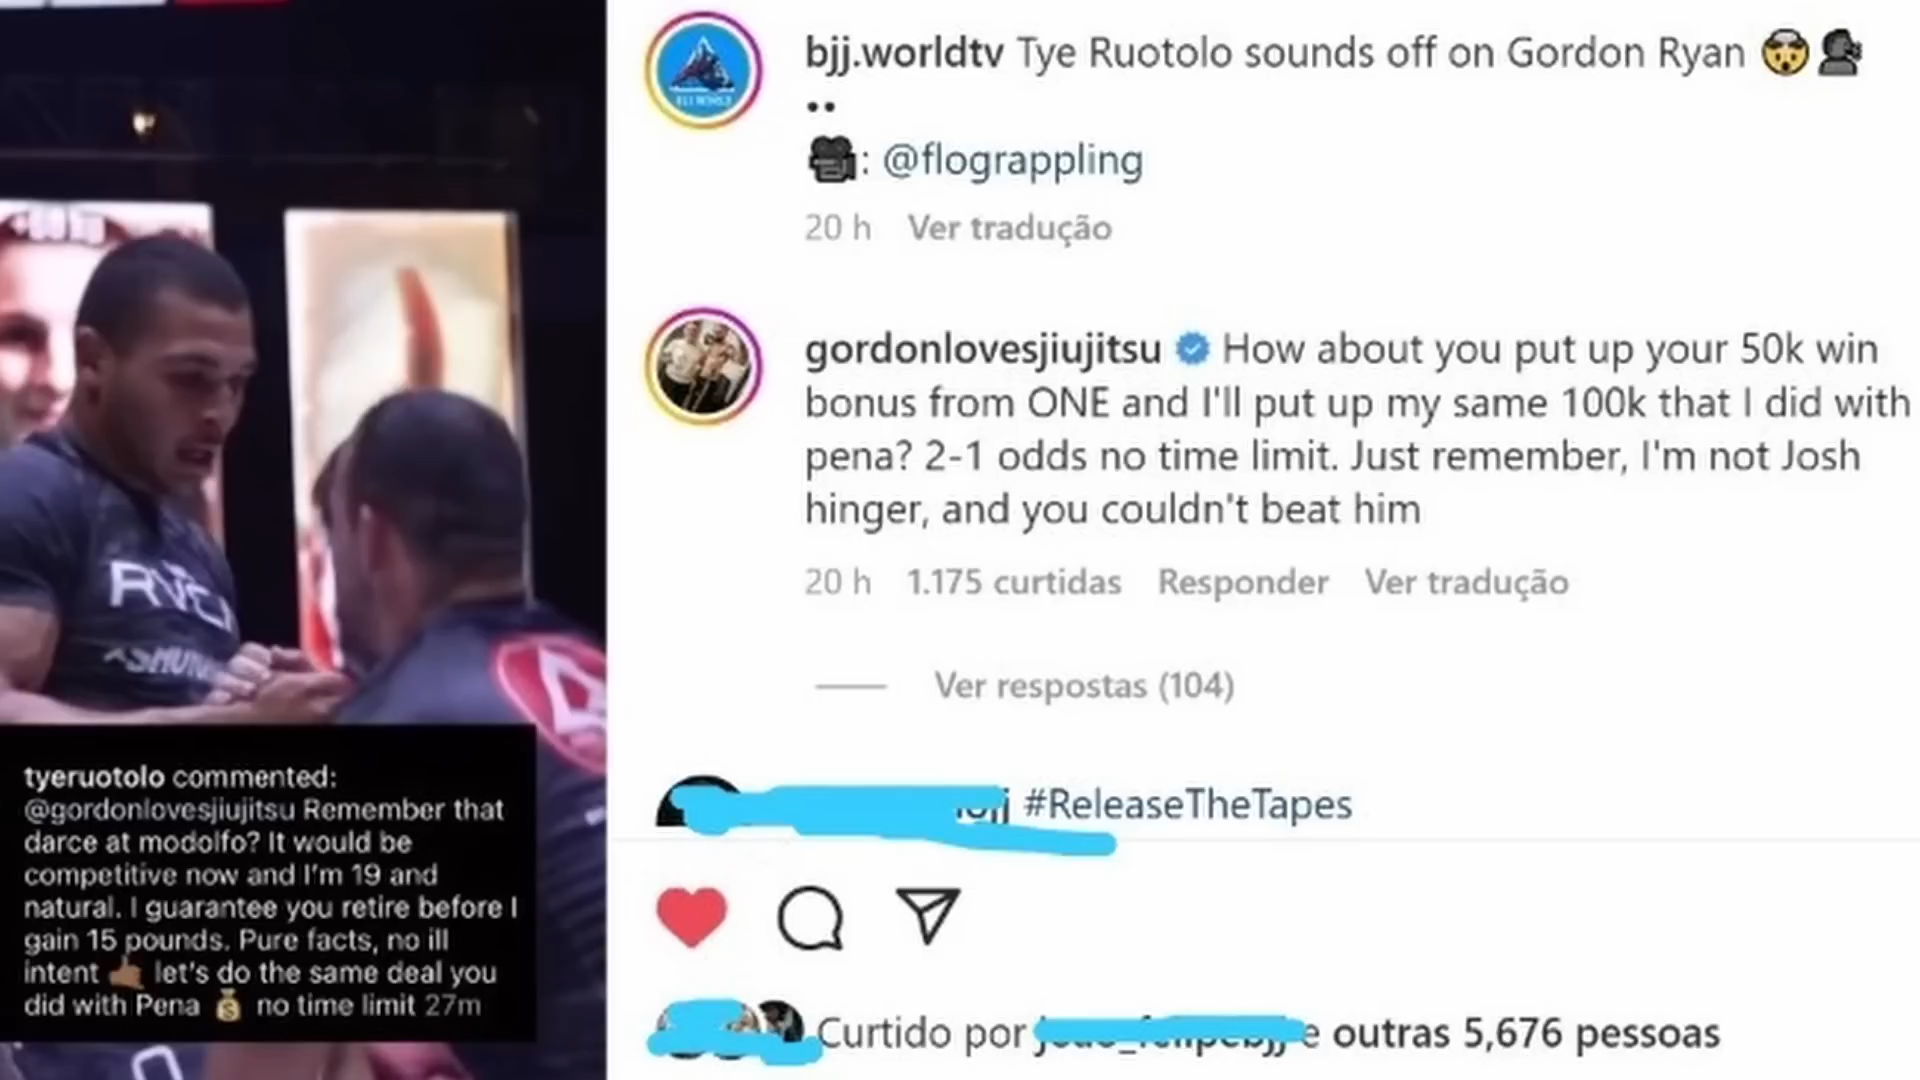 RVCA
tyeruotolo commented:
@gordonlovesjiujitsu Remember that
darce at modolfo? It would be
competitive now and I'm 19 and
natural. I guarantee you retire before I
gain 15 pounds. Pure facts, no ill
intent 🤙🏽 let's do the same deal you
did with Pena 💰 no time limit 27m
bjj.worldtv Tye Ruotolo sounds off on Gordon Ryan 🤯🗣
••
🎥: @flograppling
20 h Ver tradução
gordonlovesjiujitsu How about you put up your 50k win
bonus from ONE and I'll put up my same 100k that I did with
pena? 2-1 odds no time limit. Just remember, I'm not Josh
hinger, and you couldn't beat him
20 h 1.175 curtidas Responder Ver tradução
Ver respostas (104)
#ReleaseTheTapes
Curtido por e outras 5,676 pessoas